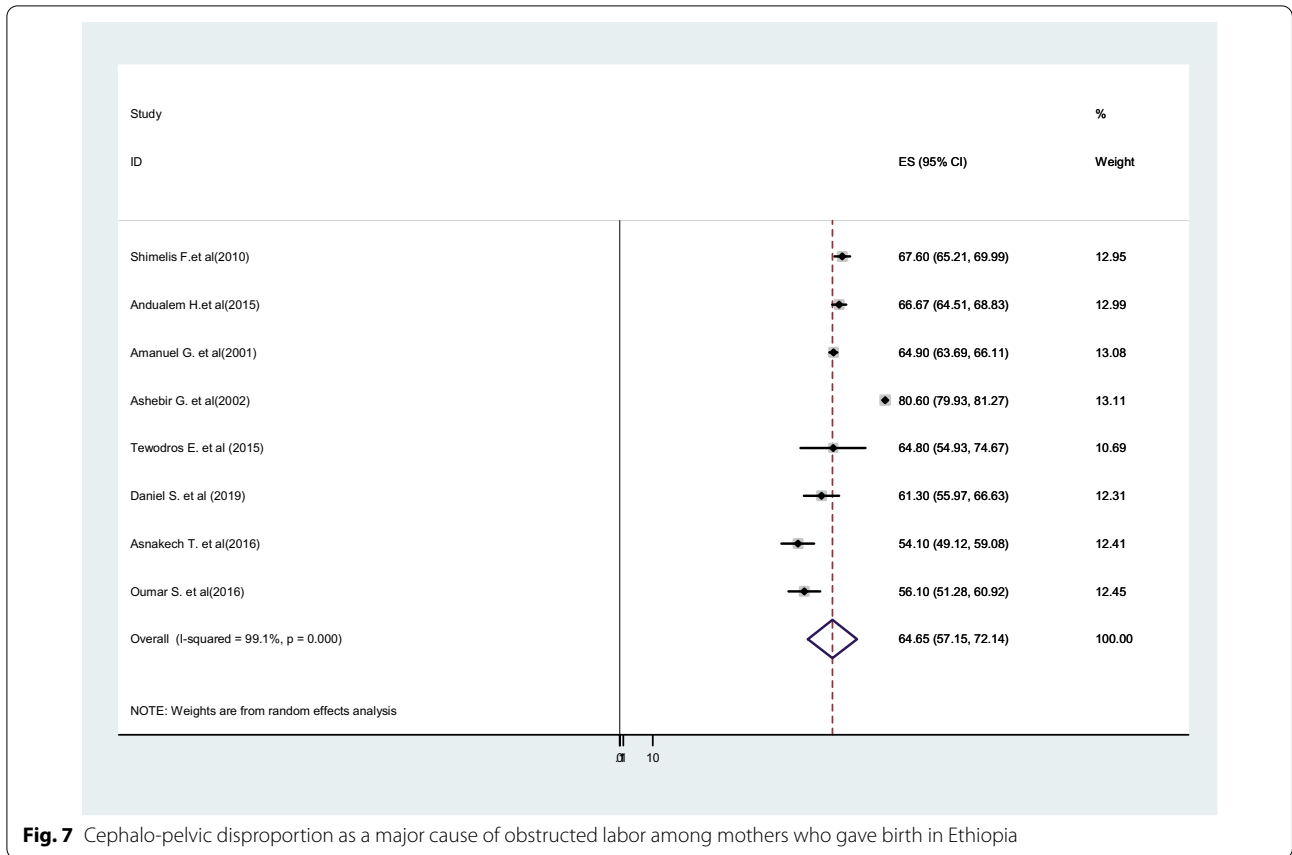 Study %
ID ES (95% CI) Weight
Shimelis F.et al(2010) 67.60 (65.21, 69.99) 12.95
Andualem H.et al(2015) 66.67 (64.51, 68.83) 12.99
Amanuel G. et al(2001) 64.90 (63.69, 66.11) 13.08
Ashebir G. et al(2002) 80.60 (79.93, 81.27) 13.11
Tewodros E. et al (2015) 64.80 (54.93, 74.67) 10.69
Daniel S. et al (2019) 61.30 (55.97, 66.63) 12.31
Asnakech T. et al(2016) 54.10 (49.12, 59.08) 12.41
Oumar S. et al(2016) 56.10 (51.28, 60.92) 12.45
Overall (I-squared = 99.1%, p = 0.000) 64.65 (57.15, 72.14) 100.00
NOTE: Weights are from random effects analysis
10
Fig. 7 Cephalo-pelvic disproportion as a major cause of obstructed labor among mothers who gave birth in Ethiopia